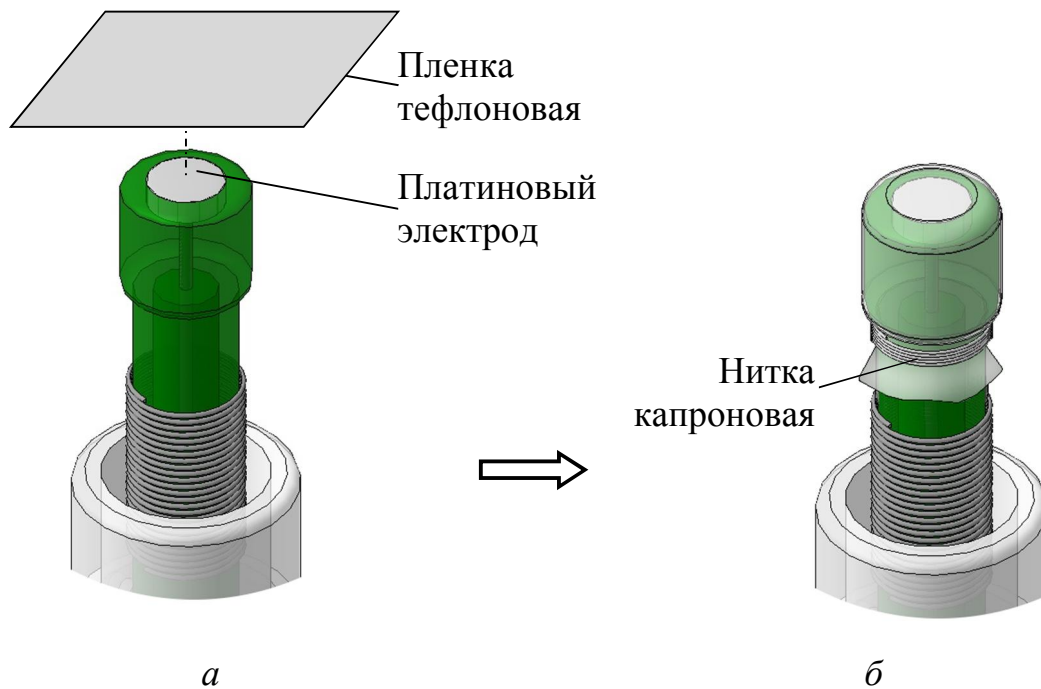 Пленка
тефлоновая
Платиновый
электрод
Нитка
капроновая
а
б